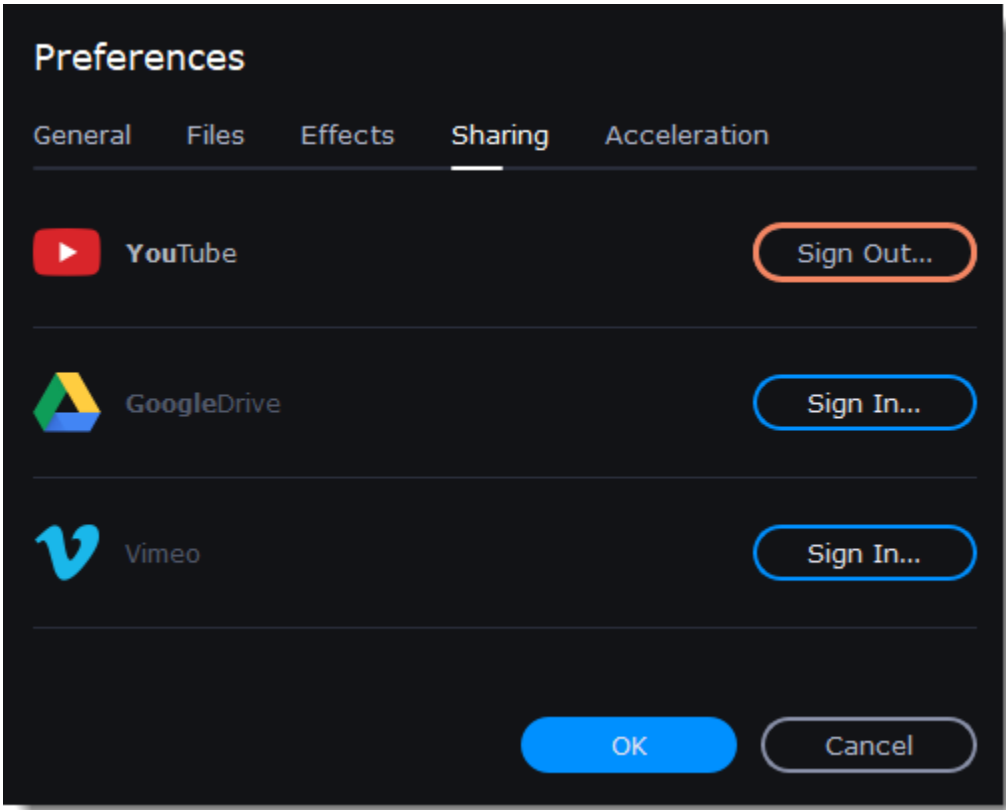 Preferences
General Files Effects Sharing Acceleration
YouTube Sign Out...
GoogleDrive Sign In...
Vimeo Sign In...
OK Cancel